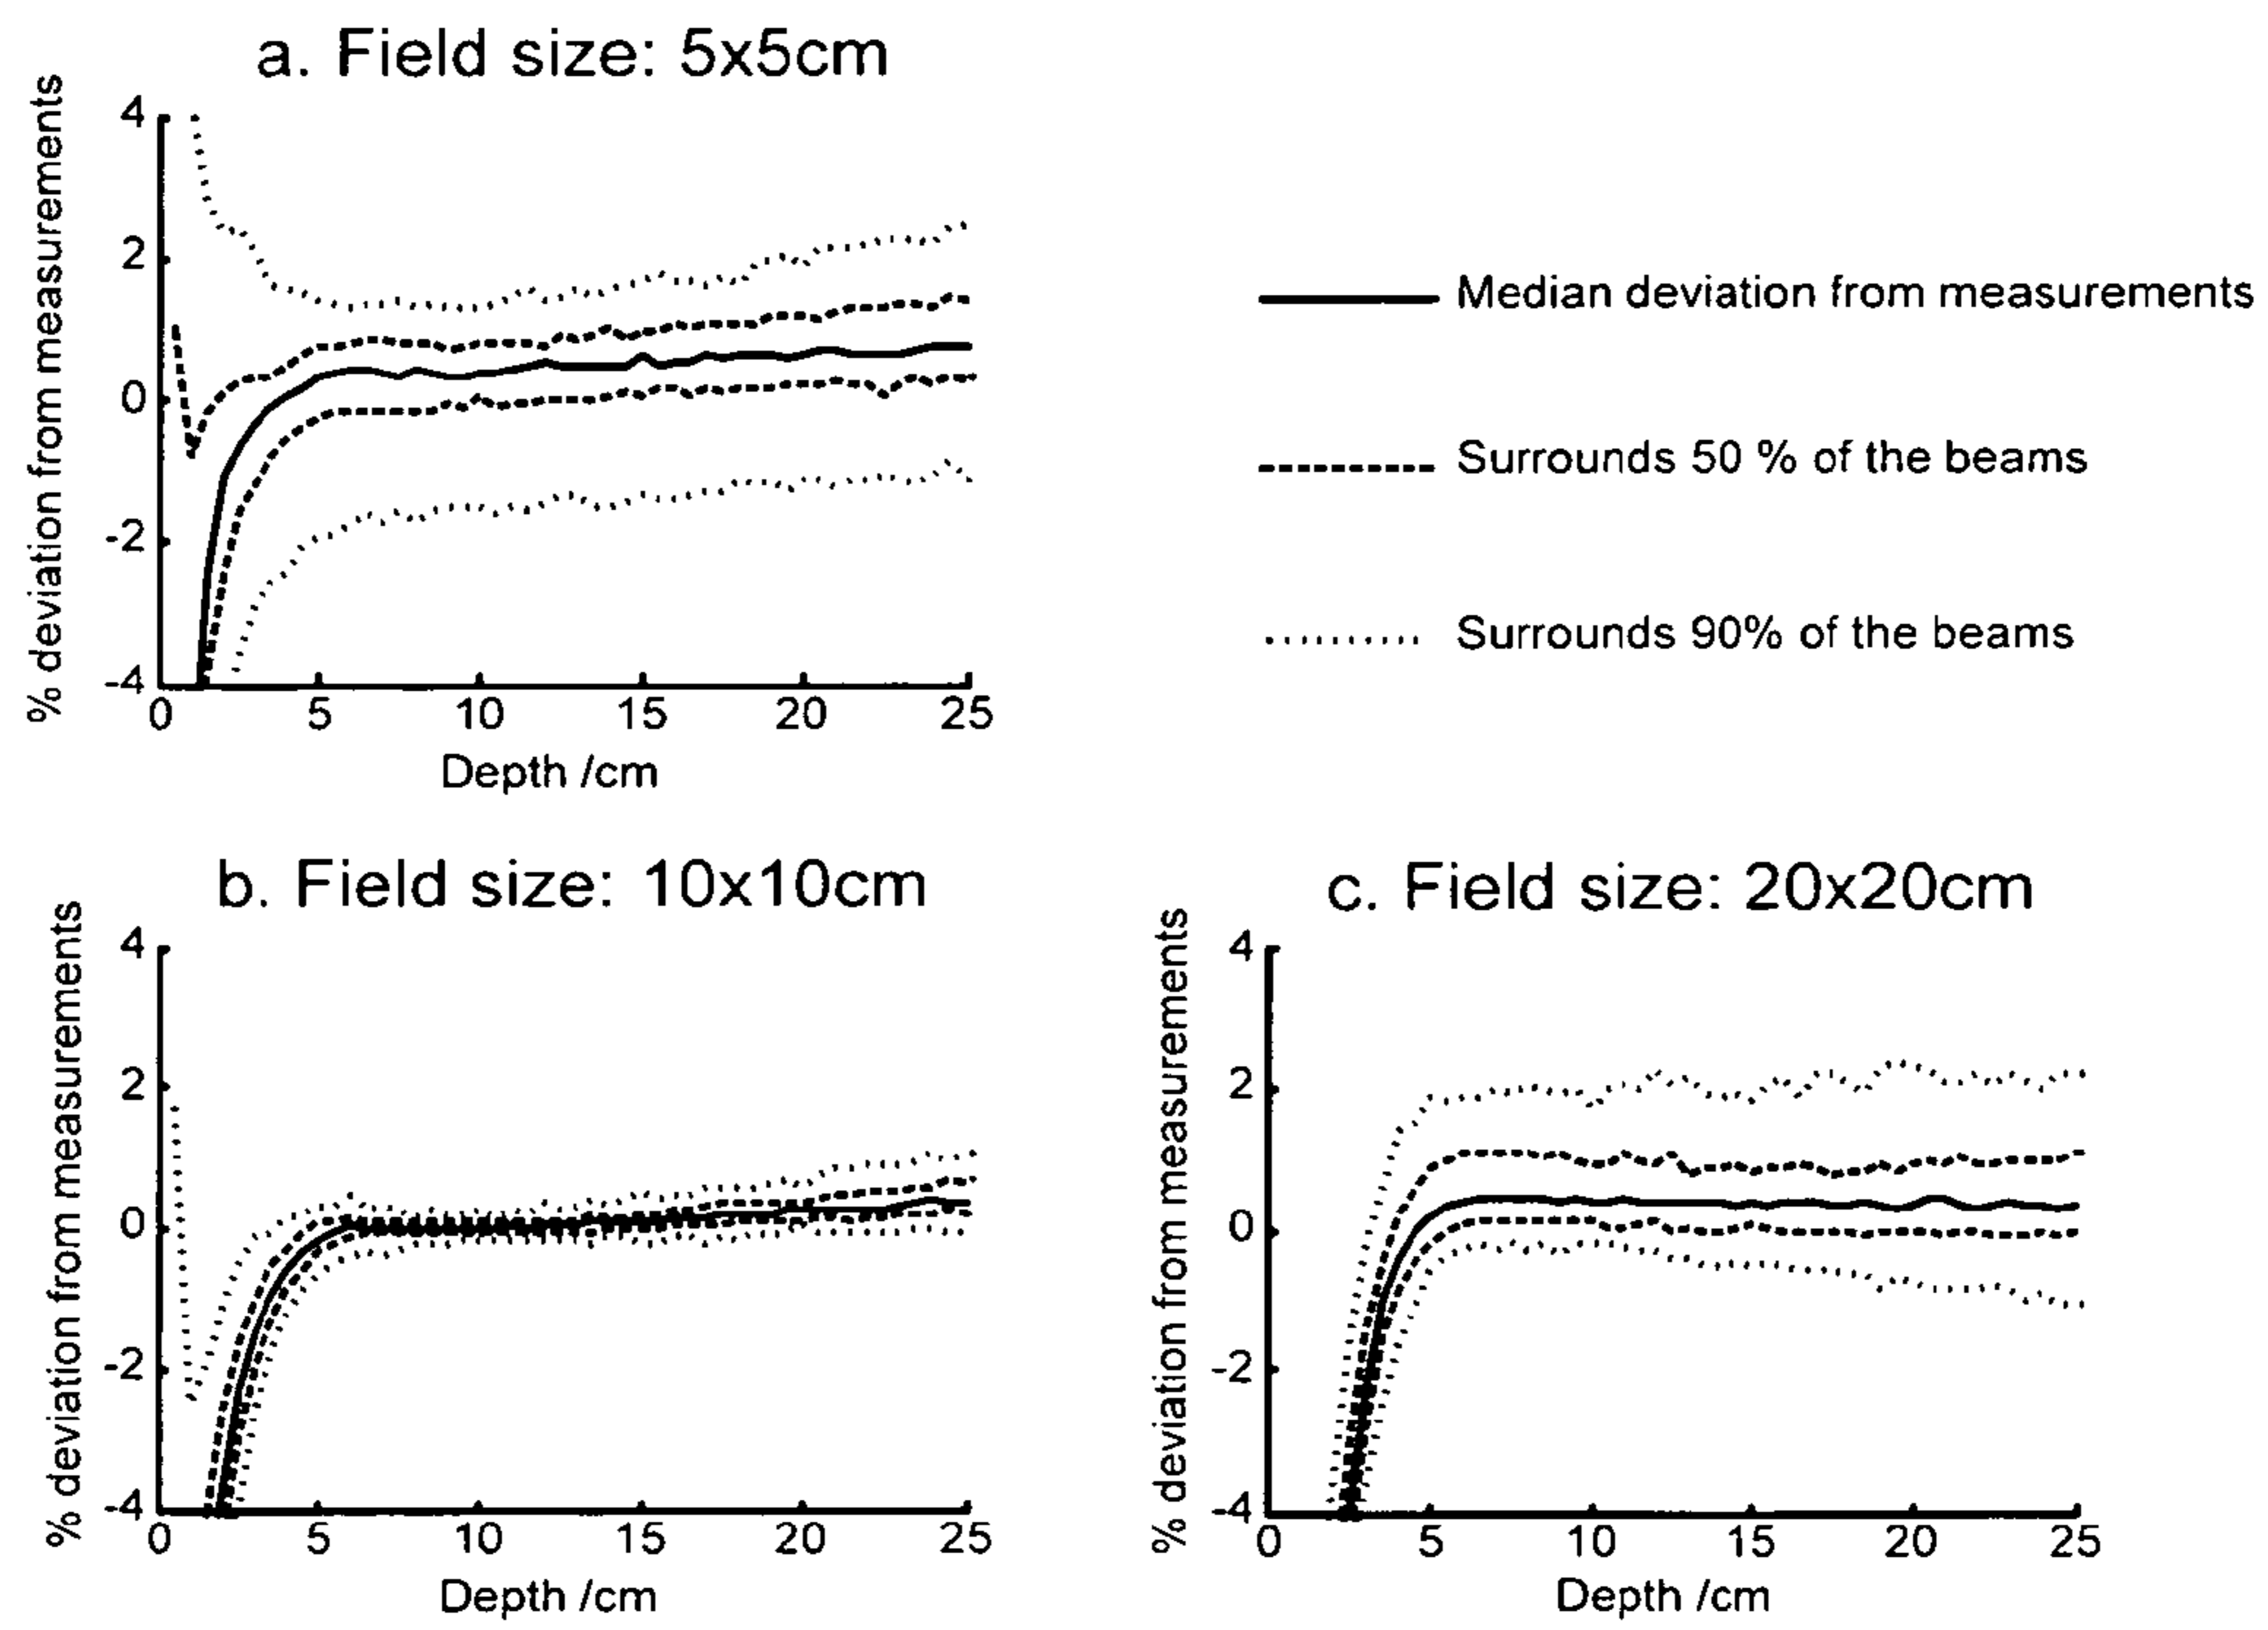 a. Field size: 5x5cm
% deviation from measurements
4
2
0
-2
-4
0 5 10 15 20 25
Depth /cm
Median deviation from measurements
Surrounds 50 % of the beams
Surrounds 90% of the beams
b. Field size: 10x10cm
% deviation from measurements
4
2
0
-2
-4
0 5 10 15 20 25
Depth /cm
c. Field size: 20x20cm
% deviation from measurements
4
2
0
-2
-4
0 5 10 15 20 25
Depth /cm